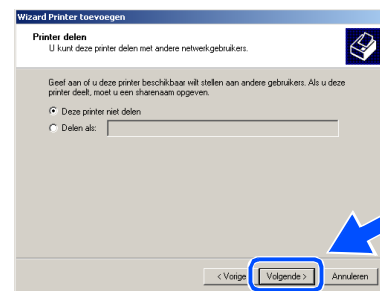 Wizard Printer toevoegen
Printer delen
U kunt deze printer delen met andere netwerkgebruikers.
Geef aan of u deze printer beschikbaar wilt stellen aan andere gebruikers. Als u deze
printer deelt, moet u een sharenaam opgeven.
Deze printer niet delen
Delen als:
< Vorige
Volgende >
Annuleren